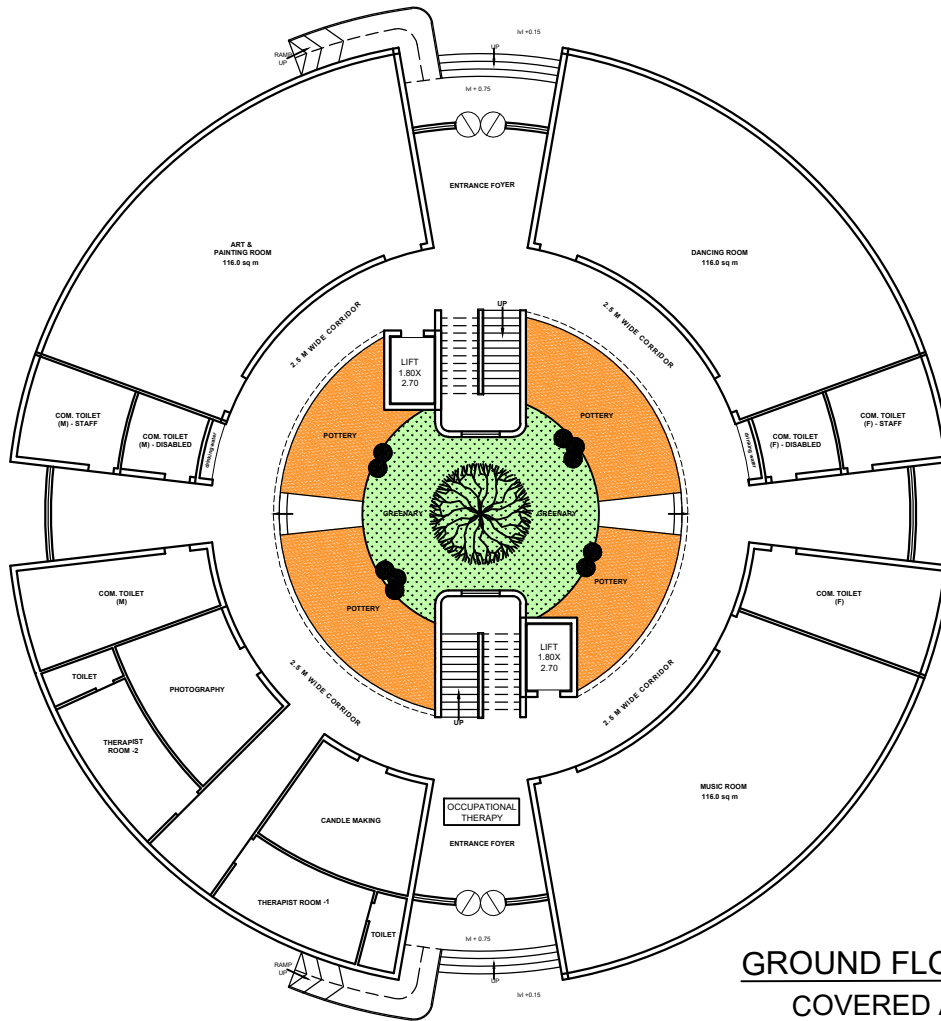 lvl +0.15
UP
RAMP
UP
lvl + 0.75
ENTRANCE FOYER
ART &
PAINTING ROOM
116.0 sq m
DANCING ROOM
116.0 sq m
2.5 M WIDE CORRIDOR
2.5 M WIDE CORRIDOR
UP
LIFT
1.80X
2.70
COM. TOILET
(M) - STAFF
COM. TOILET
(M) - DISABLED
drinking water
POTTERY
POTTERY
drinking water
COM. TOILET
(F) - DISABLED
COM. TOILET
(F) - STAFF
GREENARY
GREENARY
COM. TOILET
(M)
POTTERY
POTTERY
COM. TOILET
(F)
TOILET
PHOTOGRAPHY
LIFT
1.80X
2.70
2.5 M WIDE CORRIDOR
2.5 M WIDE CORRIDOR
UP
THERAPIST
ROOM -2
MUSIC ROOM
116.0 sq m
CANDLE MAKING
OCCUPATIONAL
THERAPY
ENTRANCE FOYER
THERAPIST ROOM -1
TOILET
lvl + 0.75
RAMP
UP
UP
lvl +0.15
GROUND FLO
COVERED A